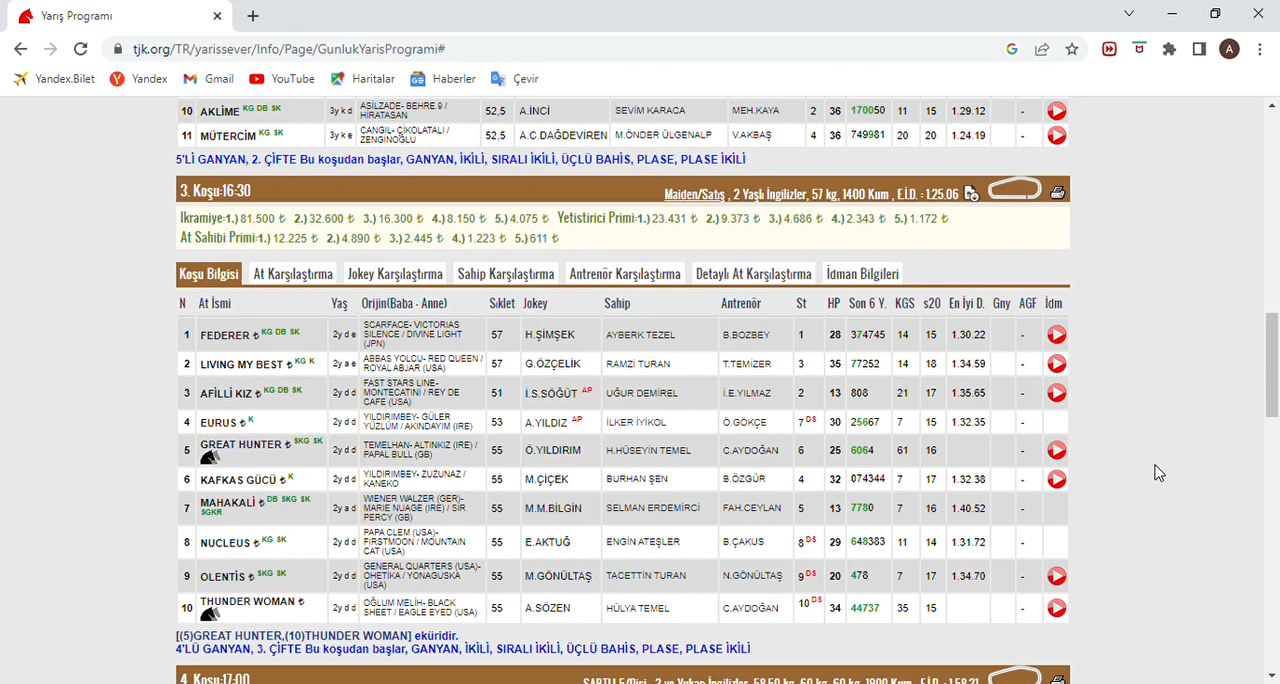 Yarış Programı
tjk.org/TR/yarissever/Info/Page/GunlukYarisProgrami#
A
Yandex.Bilet Yandex Gmail YouTube Haritalar Haberler Çevir
10 AKLİME KG DB SK 3y k d ASİLZADE- BEHRE.9 / HİRATASAN 52,5 A.İNCİ SEVİM KARACA MEH.KAYA 2 36 170050 11 15 1.29.12 -
11 MÜTERCİM KG SK 3y k e CANGIL- ÇİKOLATALI / ZENGİNOĞLU 52,5 A.C.DAĞDEVİREN M.ÖNDER ÜLGENALP V.AKBAŞ 4 36 749981 20 20 1.24.19 -
5'Lİ GANYAN, 2. ÇİFTE Bu koşudan başlar, GANYAN, İKİLİ, SIRALI İKİLİ, ÜÇLÜ BAHİS, PLASE, PLASE İKİLİ
3. Koşu:16:30 Maiden/Satış , 2 Yaşlı İngilizler, 57 kg, 1400 Kum , E.İ.D. : 1.25.06
İkramiye:1.) 81.500 ₺ 2.) 32.600 ₺ 3.) 16.300 ₺ 4.) 8.150 ₺ 5.) 4.075 ₺ Yetistirici Primi:1.) 23.431 ₺ 2.) 9.373 ₺ 3.) 4.686 ₺ 4.) 2.343 ₺ 5.) 1.172 ₺
At Sahibi Primi:1.) 12.225 ₺ 2.) 4.890 ₺ 3.) 2.445 ₺ 4.) 1.223 ₺ 5.) 611 ₺
Koşu Bilgisi At Karşılaştırma Jokey Karşılaştırma Sahip Karşılaştırma Antrenör Karşılaştırma Detaylı At Karşılaştırma İdman Bilgileri
N At İsmi Yaş Orijin(Baba - Anne) Sıklet Jokey Sahip Antrenör St HP Son 6 Y. KGS s20 En İyi D. Gny AGF İdm
1 FEDERER ₺ KG DB SK 2y d e SCARFACE- VICTORIAS SILENCE / DIVINE LIGHT (JPN) 57 H.ŞİMŞEK AYBERK TEZEL B.BOZBEY 1 28 374745 14 15 1.30.22 -
2 LIVING MY BEST ₺ KG K 2y a e ABBAS YOLCU- RED QUEEN / ROYAL ABJAR (USA) 57 G.ÖZÇELİK RAMZİ TURAN T.TEMİZER 3 35 77252 14 18 1.34.59 -
3 AFİLLİ KIZ ₺ KG DB SK 2y d d FAST STARS LINE- MONTECATINI / REY DE CAFE (USA) 51 İ.S.SÖĞÜT AP UĞUR DEMİREL İ.E.YILMAZ 2 13 808 21 17 1.35.65 -
4 EURUS ₺ K 2y d d YILDIRIMBEY- GÜLER YÜZLÜM / AKINDAYIM (IRE) 53 A.YILDIZ AP İLKER İYİKOL Ö.GÖKÇE 7 DS 30 25667 7 15 1.32.35 -
5 GREAT HUNTER ₺ SKG SK 2y d d TEMELHAN- ALTINKIZ (IRE) / PAPAL BULL (GB) 55 Ö.YILDIRIM H.HÜSEYİN TEMEL C.AYDOĞAN 6 25 6064 61 16 -
6 KAFKAS GÜCÜ ₺ K 2y d d YILDIRIMBEY- ZUZUNAZ / KANEKO 55 M.ÇİÇEK BURHAN ŞEN B.ÖZGÜR 4 32 074344 7 17 1.32.38 -
7 MAHAKALİ ₺ DB SKG SK SGKR 2y a d WIENER WALZER (GER)- MARIE NUAGE (IRE) / SIR PERCY (GB) 55 M.M.BİLGİN SELMAN ERDEMİRCİ FAH.CEYLAN 5 13 7780 7 16 1.40.52 -
8 NUCLEUS ₺ KG SK 2y d d PAPA CLEM (USA)- FIRSTMOON / MOUNTAIN CAT (USA) 55 E.AKTUĞ ENGİN ATEŞLER B.ÇAKUS 8 DS 29 648383 11 14 1.31.72 -
9 OLENTİS ₺ SKG SK 2y d d GENERAL QUARTERS (USA)- OHETİKA / YONAGUSKA (USA) 55 M.GÖNÜLTAŞ TACETTİN TURAN N.GÖNÜLTAŞ 9 DS 20 478 7 17 1.34.70 -
10 THUNDER WOMAN ₺ 2y d d OĞLUM MELİH- BLACK SHEET / EAGLE EYED (USA) 55 A.SÖZEN HÜLYA TEMEL C.AYDOĞAN 10 DS 34 44737 35 15 -
[(5)GREAT HUNTER,(10)THUNDER WOMAN] eküridir.
4'LÜ GANYAN, 3. ÇİFTE Bu koşudan başlar, GANYAN, İKİLİ, SIRALI İKİLİ, ÜÇLÜ BAHİS, PLASE, PLASE İKİLİ
4. Koşu:17:00